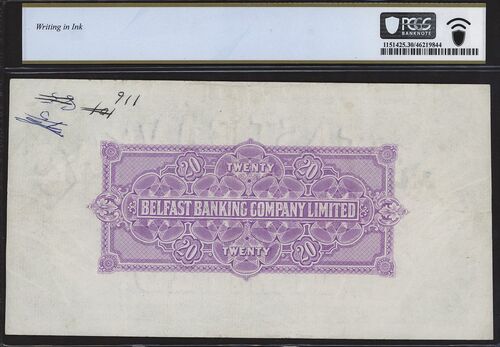 Writing in Ink
PCGS
BANKNOTE
1151425.30/46219844
911
20 TWENTY 20
BELFAST BANKING COMPANY LIMITED
20 TWENTY 20